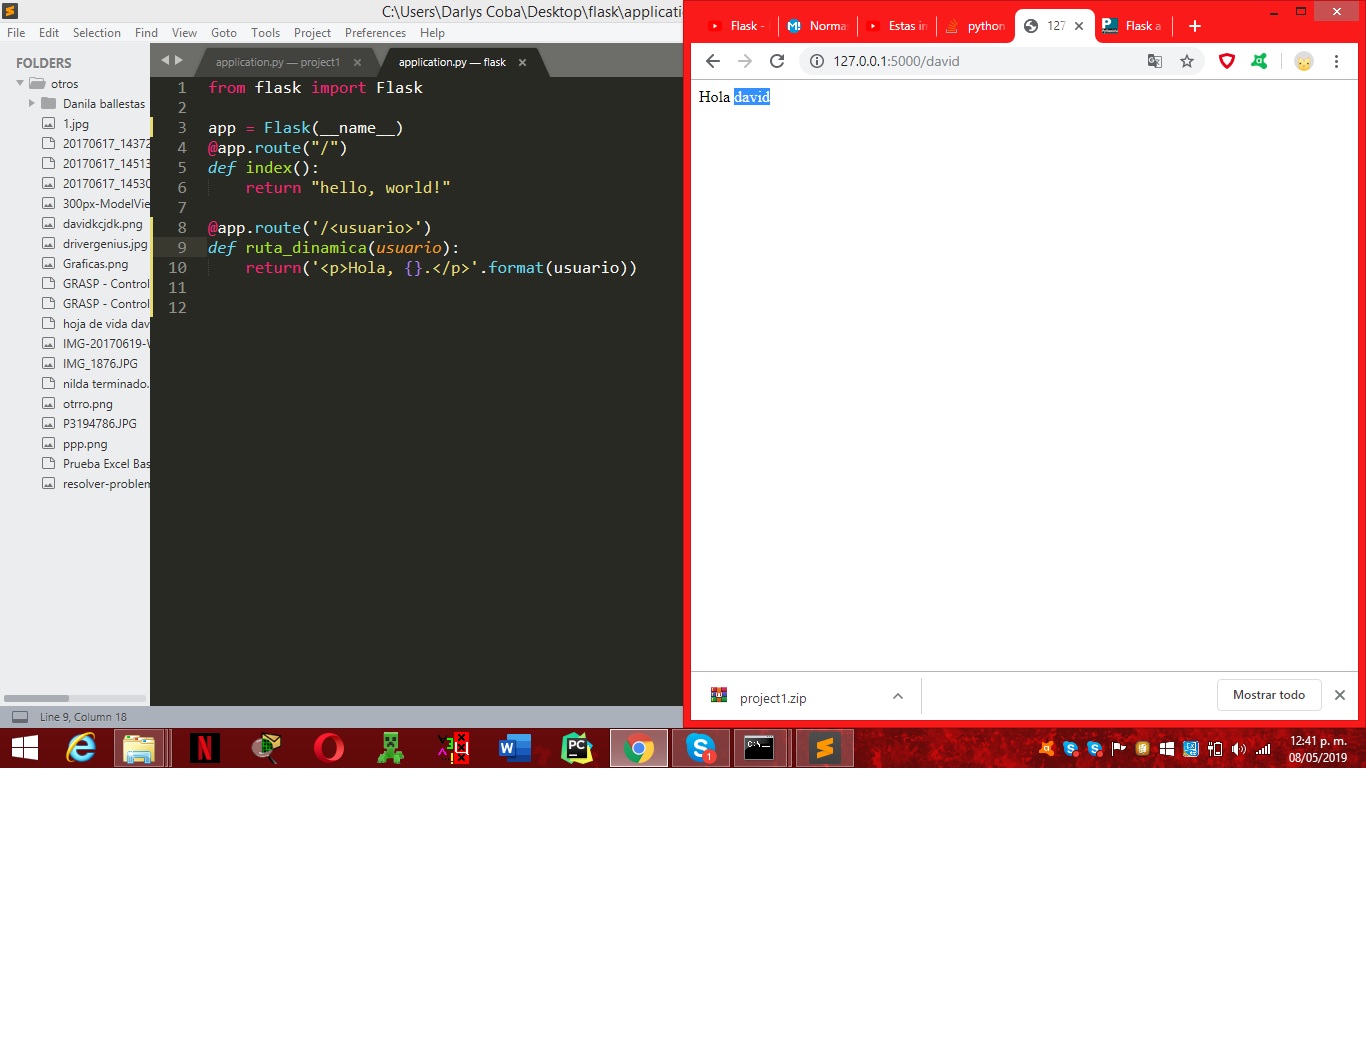 C:\Users\Darlys Coba\Desktop\flask\applicatio
File Edit Selection Find View Goto Tools Project Preferences Help
FOLDERS
otros
Danila ballestas
1.jpg
20170617_14372
20170617_14513
20170617_14530
300px-ModelVie
davidkcjdk.png
drivergenius.jpg
Graficas.png
GRASP - Control
GRASP - Control
hoja de vida dav
IMG-20170619-W
IMG_1876.JPG
nilda terminado.
otrro.png
P3194786.JPG
ppp.png
Prueba Excel Bas
resolver-problem
application.py — project1
application.py — flask
1 from flask import Flask
2
3 app = Flask(__name__)
4 @app.route("/")
5 def index():
6 return "hello, world!"
7
8 @app.route('/<usuario>')
9 def ruta_dinamica(usuario):
10 return('<p>Hola, {}.</p>'.format(usuario))
11
12
Line 9, Column 18
Flask -
Norma
Estas in
python
127
Flask a
127.0.0.1:5000/david
Hola david
project1.zip
Mostrar todo
W
PC
C:\
1
12:41 p. m.
08/05/2019